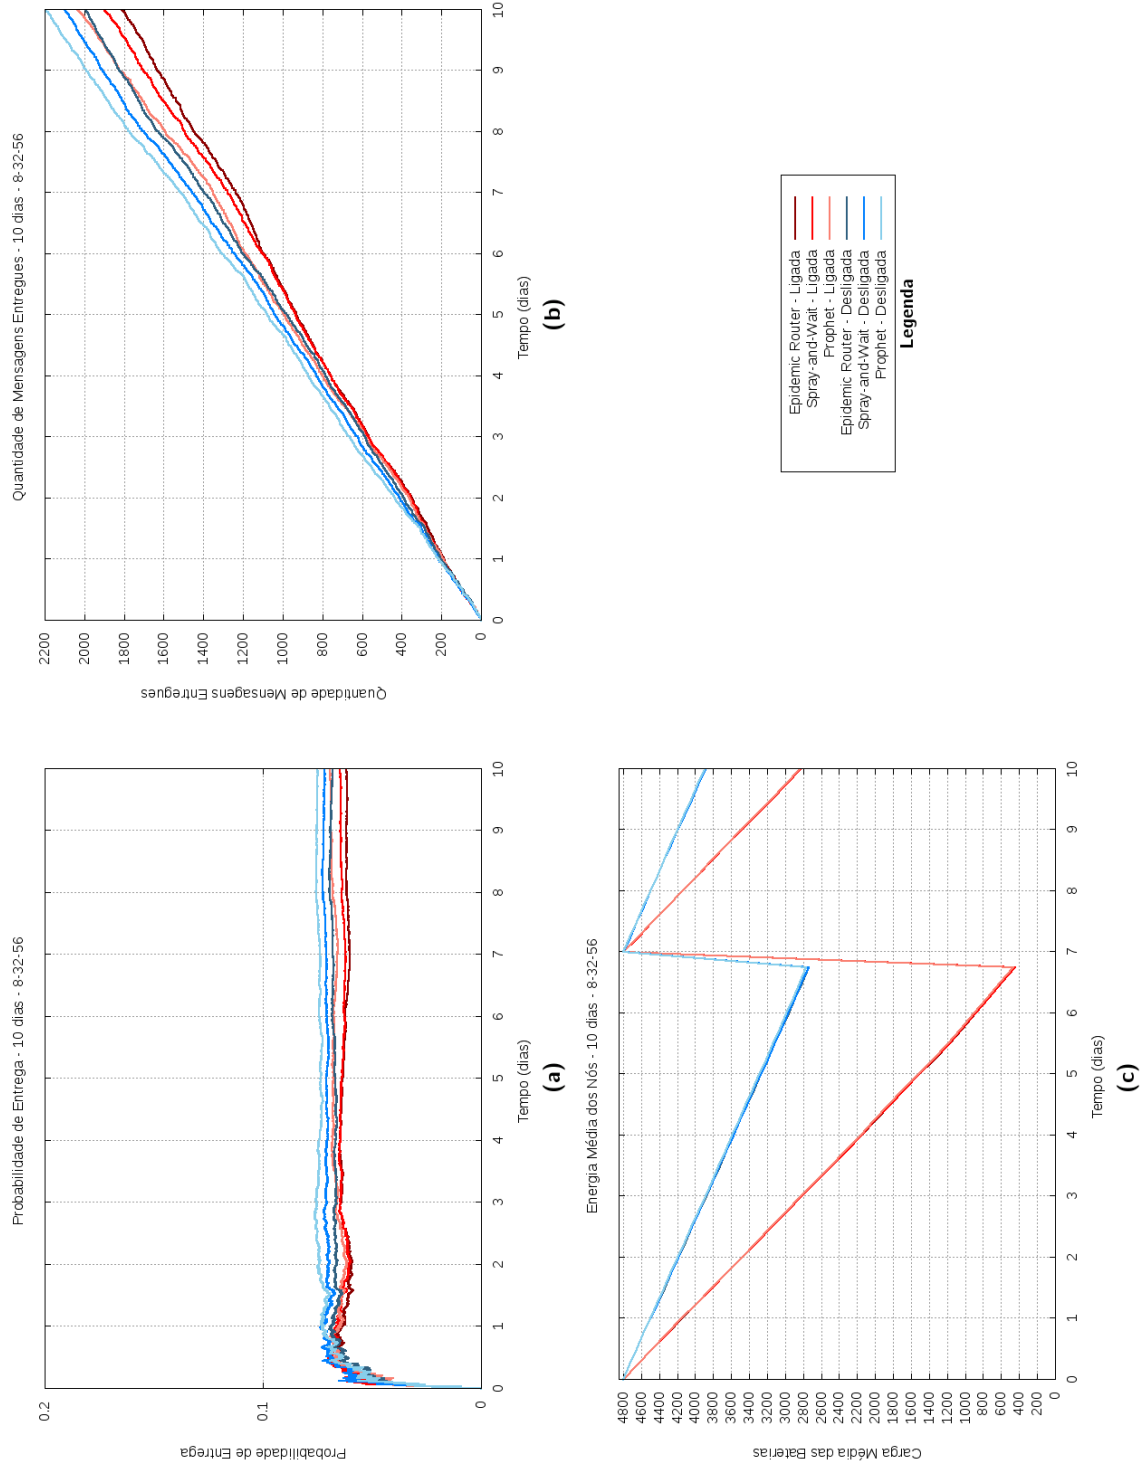 Probabilidade de Entrega - 10 dias - 8-32-56
Probabilidade de Entrega
0.2
0.1
0
0 1 2 3 4 5 6 7 8 9 10
Tempo (dias)
(a)
Quantidade de Mensagens Entregues - 10 dias - 8-32-56
Quantidade de Mensagens Entregues
2200
2000
1800
1600
1400
1200
1000
800
600
400
200
0
0 1 2 3 4 5 6 7 8 9 10
Tempo (dias)
(b)
Energia Média dos Nós - 10 dias - 8-32-56
Carga Média das Baterias
4800
4600
4400
4200
4000
3800
3600
3400
3200
3000
2800
2600
2400
2200
2000
1800
1600
1400
1200
1000
800
600
400
200
0
0 1 2 3 4 5 6 7 8 9 10
Tempo (dias)
(c)
Epidemic Router - Ligada
Spray-and-Wait - Ligada
Prophet - Ligada
Epidemic Router - Desligada
Spray-and-Wait - Desligada
Prophet - Desligada
Legenda